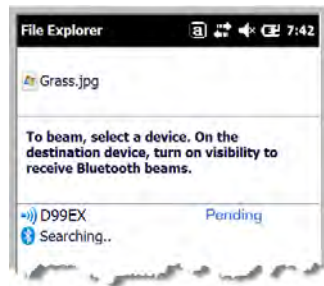 File Explorer a 7:42
Grass.jpg
To beam, select a device. On the
destination device, turn on visibility to
receive Bluetooth beams.
D99EX Pending
Searching..